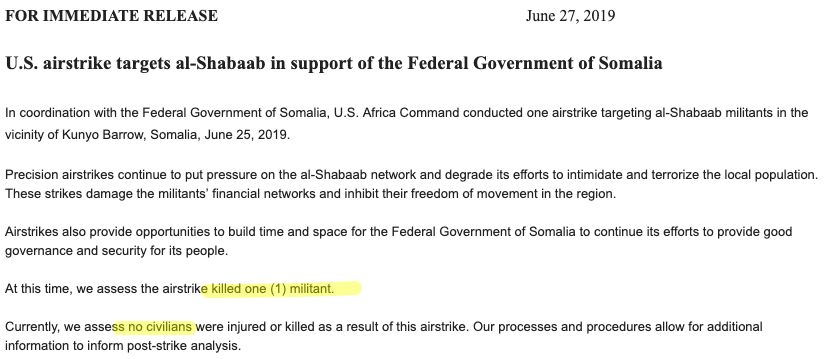 FOR IMMEDIATE RELEASE June 27, 2019
U.S. airstrike targets al-Shabaab in support of the Federal Government of Somalia
In coordination with the Federal Government of Somalia, U.S. Africa Command conducted one airstrike targeting al-Shabaab militants in the
vicinity of Kunyo Barrow, Somalia, June 25, 2019.
Precision airstrikes continue to put pressure on the al-Shabaab network and degrade its efforts to intimidate and terrorize the local population.
These strikes damage the militants' financial networks and inhibit their freedom of movement in the region.
Airstrikes also provide opportunities to build time and space for the Federal Government of Somalia to continue its efforts to provide good
governance and security for its people.
At this time, we assess the airstrike killed one (1) militant.
Currently, we assess no civilians were injured or killed as a result of this airstrike. Our processes and procedures allow for additional
information to inform post-strike analysis.